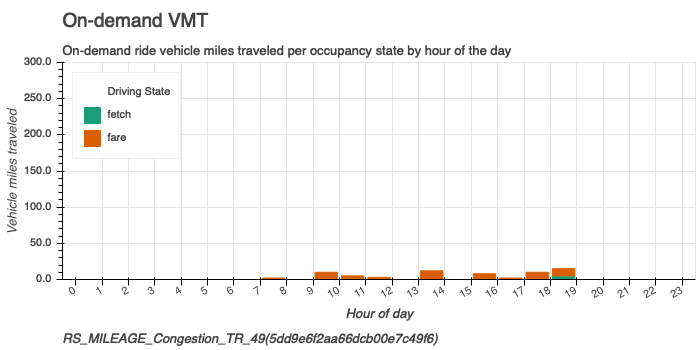 On-demand VMT
On-demand ride vehicle miles traveled per occupancy state by hour of the day
300.0
250.0
200.0
150.0
100.0
50.0
0.0
Vehicle miles traveled
Driving State
fetch
fare
0 1 2 3 4 5 6 7 8 9 10 11 12 13 14 15 16 17 18 19 20 21 22 23
Hour of day
RS_MILEAGE_Congestion_TR_49(5dd9e6f2aa66dcb00e7c49f6)